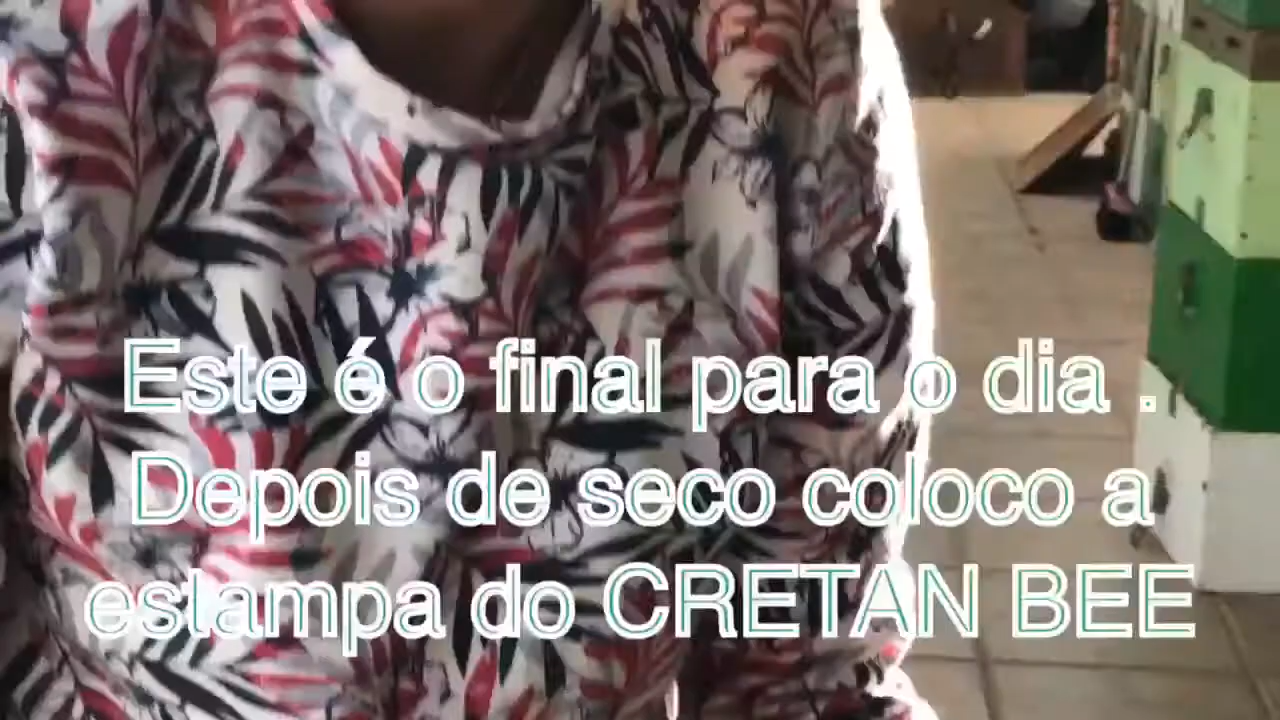 Este é o final para o dia .
Depois de seco coloco a
estampa do CRETAN BEE